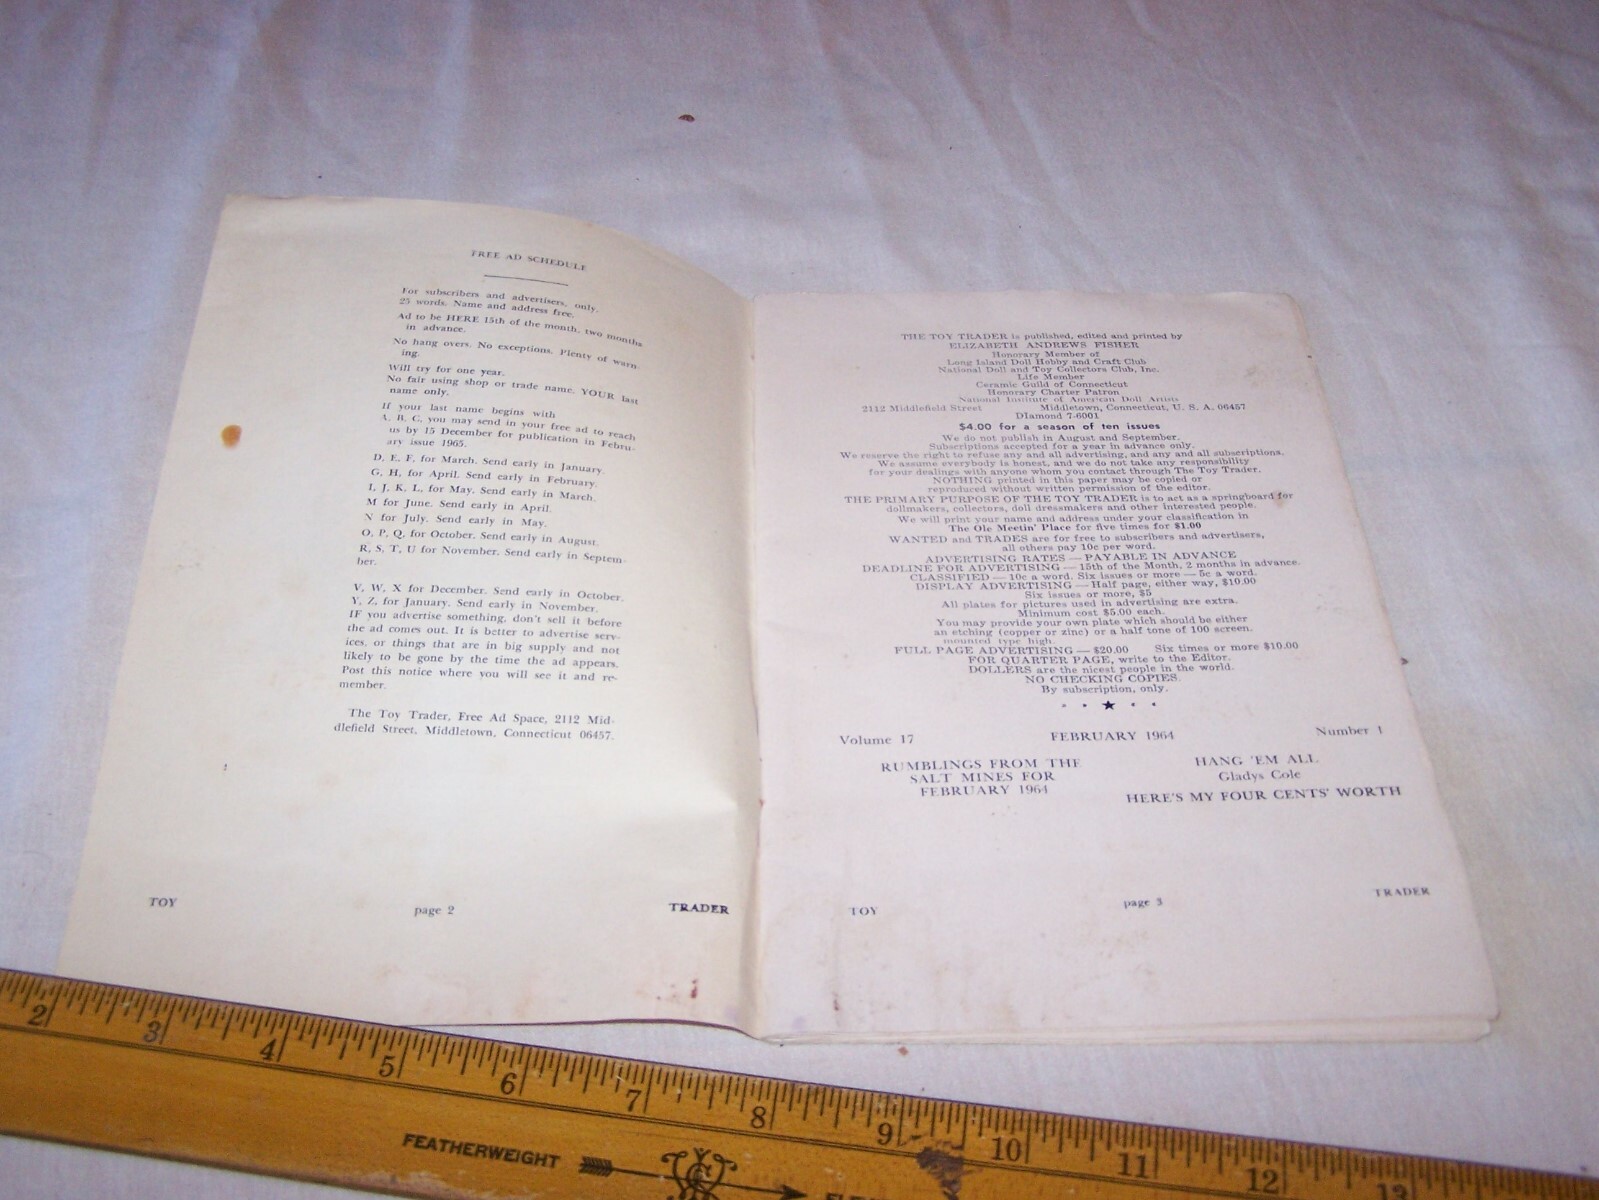 FREE AD SCHEDULE
For subscribers and advertisers, only.
25 words. Name and address free.
Ad to be HERE 15th of the month, two months
in advance.
No hang overs. No exceptions. Plenty of warn-
ing.
Will try for one year.
No fair using shop or trade name. YOUR last
name only.
If your last name begins with
A, B, C, you may send in your free ad to reach
us by 15 December for publication in Febru-
ary issue 1965.
D, E, F, for March. Send early in January.
G, H, for April. Send early in February.
I, J, K, L, for May. Send early in March.
M for June. Send early in April.
N for July. Send early in May.
O, P, Q, for October. Send early in August.
R, S, T, U for November. Send early in Septem-
ber.
V, W, X for December. Send early in October.
Y, Z, for January. Send early in November.
IF you advertise something, don't sell it before
the ad comes out. It is better to advertise serv-
ices, or things that are in big supply and not
likely to be gone by the time the ad appears.
Post this notice where you will see it and re-
member.
The Toy Trader, Free Ad Space, 2112 Mid-
dlefield Street, Middletown, Connecticut 06457.
TOY page 2 TRADER
THE TOY TRADER is published, edited and printed by
ELIZABETH ANDREWS FISHER
Honorary Member of
Long Island Doll Hobby and Craft Club
National Doll and Toy Collectors Club, Inc.
Life Member
Ceramic Guild of Connecticut
Honorary Charter Patron
National Institute of American Doll Artists
2112 Middlefield Street Middletown, Connecticut, U. S. A. 06457
DIamond 7-6001
$4.00 for a season of ten issues
We do not publish in August and September.
Subscriptions accepted for a year in advance only.
We reserve the right to refuse any and all advertising, and any and all subscriptions.
We assume everybody is honest, and we do not take any responsibility
for your dealings with anyone whom you contact through The Toy Trader.
NOTHING printed in this paper may be copied or
reproduced without written permission of the editor.
THE PRIMARY PURPOSE OF THE TOY TRADER is to act as a springboard for
dollmakers, collectors, doll dressmakers and other interested people.
We will print your name and address under your classification in
The Ole Meetin' Place for five times for $1.00
WANTED and TRADES are for free to subscribers and advertisers,
all others pay 10c per word.
ADVERTISING RATES — PAYABLE IN ADVANCE
DEADLINE FOR ADVERTISING — 15th of the Month, 2 months in advance.
CLASSIFIED — 10c a word. Six issues or more — 5c a word.
DISPLAY ADVERTISING — Half page, either way, $10.00
Six issues or more, $5
All plates for pictures used in advertising are extra.
Minimum cost $5.00 each.
You may provide your own plate which should be either
an etching (copper or zinc) or a half tone of 100 screen.
mounted type high.
FULL PAGE ADVERTISING — $20.00 Six times or more $10.00
FOR QUARTER PAGE, write to the Editor.
DOLLERS are the nicest people in the world.
NO CHECKING COPIES.
By subscription, only.
Volume 17 FEBRUARY 1964 Number 1
RUMBLINGS FROM THE
SALT MINES FOR
FEBRUARY 1964
HANG 'EM ALL
Gladys Cole
HERE'S MY FOUR CENTS' WORTH
TOY page 3 TRADER
2 3 4 5 6 7 8 9 10 11 12 13
FEATHERWEIGHT